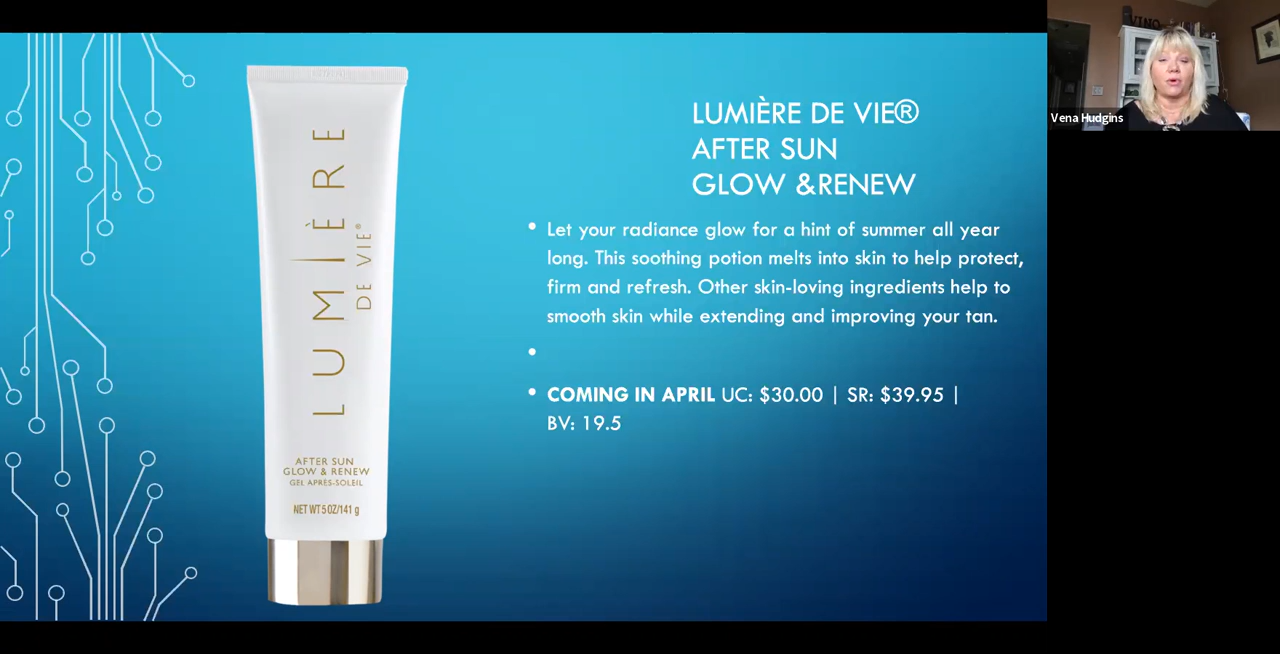 LUMIÈRE
DE VIE®
AFTER SUN
GLOW & RENEW
GEL APRÈS-SOLEIL
NET WT 5 OZ/141 g
LUMIÈRE DE VIE®
AFTER SUN
GLOW &RENEW
• Let your radiance glow for a hint of summer all year
long. This soothing potion melts into skin to help protect,
firm and refresh. Other skin-loving ingredients help to
smooth skin while extending and improving your tan.
•
• COMING IN APRIL UC: $30.00 | SR: $39.95 |
BV: 19.5
VINO
Vena Hudgins